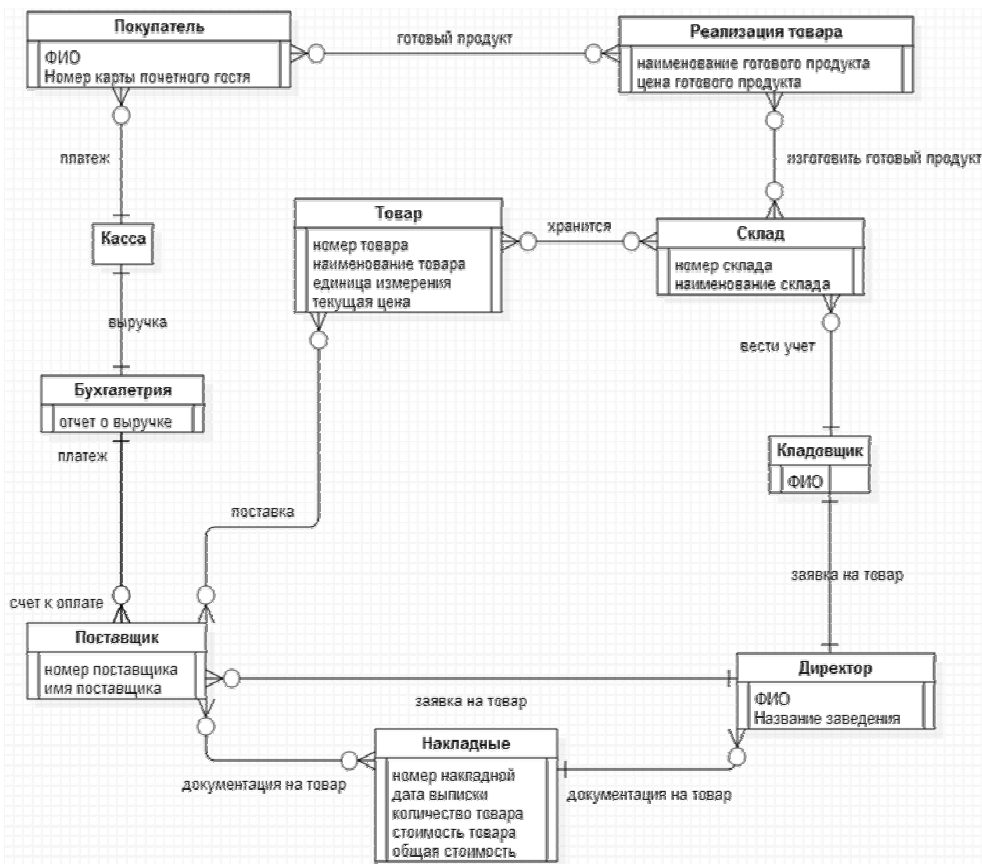 Покупатель
ФИО
Номер карты почетного гостя
готовый продукт
Реализация товара
наименование готового продукта
цена готового продукта
платеж
изготовить готовый продукт
Касса
Товар
номер товара
наименование товара
единица измерения
текущая цена
хранится
Склад
номер склада
наименование склада
выручка
вести учет
Бухгалетрия
отчет о выручке
платеж
Кладовщик
ФИО
поставка
заявка на товар
счет к оплате
Поставщик
номер поставщика
имя поставщика
заявка на товар
Директор
ФИО
Название заведения
документация на товар
Накладные
номер накладной
дата выписки
количество товара
стоимость товара
общая стоимость
документация на товар